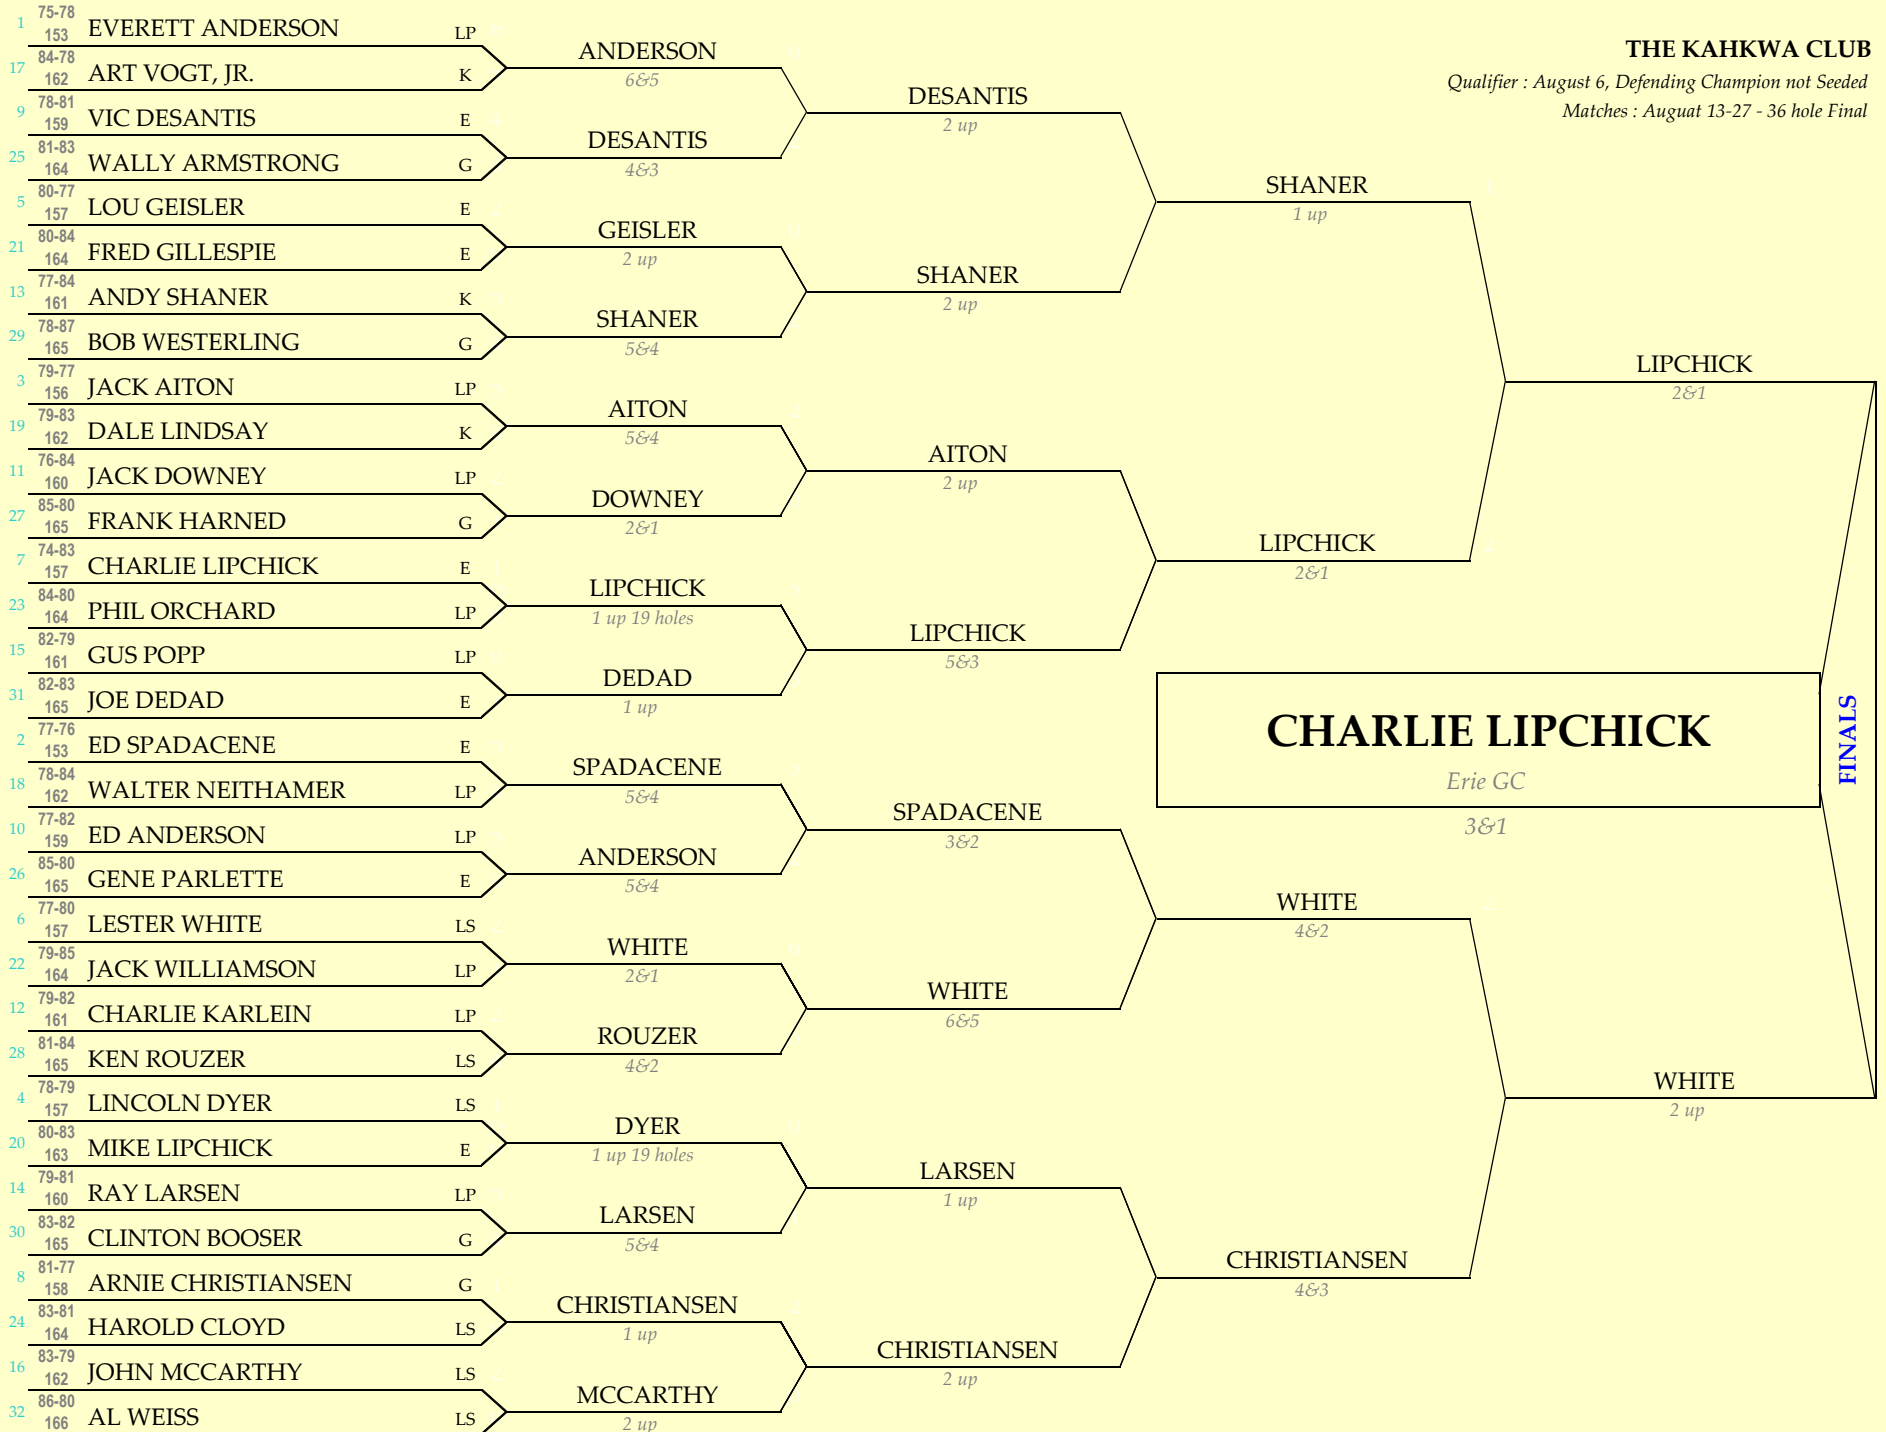 THE KAHKWA CLUB
Qualifier : August 6, Defending Champion not Seeded
Matches : Auguat 13-27 - 36 hole Final
1 75-78 153 EVERETT ANDERSON LP
17 84-78 162 ART VOGT, JR. K
9 78-81 159 VIC DESANTIS E
25 81-83 164 WALLY ARMSTRONG G
5 80-77 157 LOU GEISLER E
21 80-84 164 FRED GILLESPIE E
13 77-84 161 ANDY SHANER K
29 78-87 165 BOB WESTERLING G
3 79-77 156 JACK AITON LP
19 79-83 162 DALE LINDSAY K
11 76-84 160 JACK DOWNEY LP
27 85-80 165 FRANK HARNED G
7 74-83 157 CHARLIE LIPCHICK E
23 84-80 164 PHIL ORCHARD LP
15 82-79 161 GUS POPP LP
31 82-83 165 JOE DEDAD E
2 77-76 153 ED SPADACENE E
18 78-84 162 WALTER NEITHAMER LP
10 77-82 159 ED ANDERSON LP
26 85-80 165 GENE PARLETTE E
6 77-80 157 LESTER WHITE LS
22 79-85 164 JACK WILLIAMSON LP
12 79-82 161 CHARLIE KARLEIN LP
28 81-84 165 KEN ROUZER LS
4 78-79 157 LINCOLN DYER LS
20 80-83 163 MIKE LIPCHICK E
14 79-81 160 RAY LARSEN LP
30 83-82 165 CLINTON BOOSER G
8 81-77 158 ARNIE CHRISTIANSEN G
24 83-81 164 HAROLD CLOYD LS
16 83-79 162 JOHN MCCARTHY LS
32 86-80 166 AL WEISS LS
ANDERSON
6&5
DESANTIS
4&3
GEISLER
2 up
SHANER
5&4
AITON
5&4
DOWNEY
2&1
LIPCHICK
1 up 19 holes
DEDAD
1 up
SPADACENE
5&4
ANDERSON
5&4
WHITE
2&1
ROUZER
4&2
DYER
1 up 19 holes
LARSEN
5&4
CHRISTIANSEN
1 up
MCCARTHY
2 up
DESANTIS
2 up
SHANER
2 up
AITON
2 up
LIPCHICK
5&3
SPADACENE
3&2
WHITE
6&5
LARSEN
1 up
CHRISTIANSEN
2 up
SHANER
1 up
LIPCHICK
2&1
WHITE
4&2
CHRISTIANSEN
4&3
LIPCHICK
2&1
WHITE
2 up
CHARLIE LIPCHICK
Erie GC
3&1
FINALS